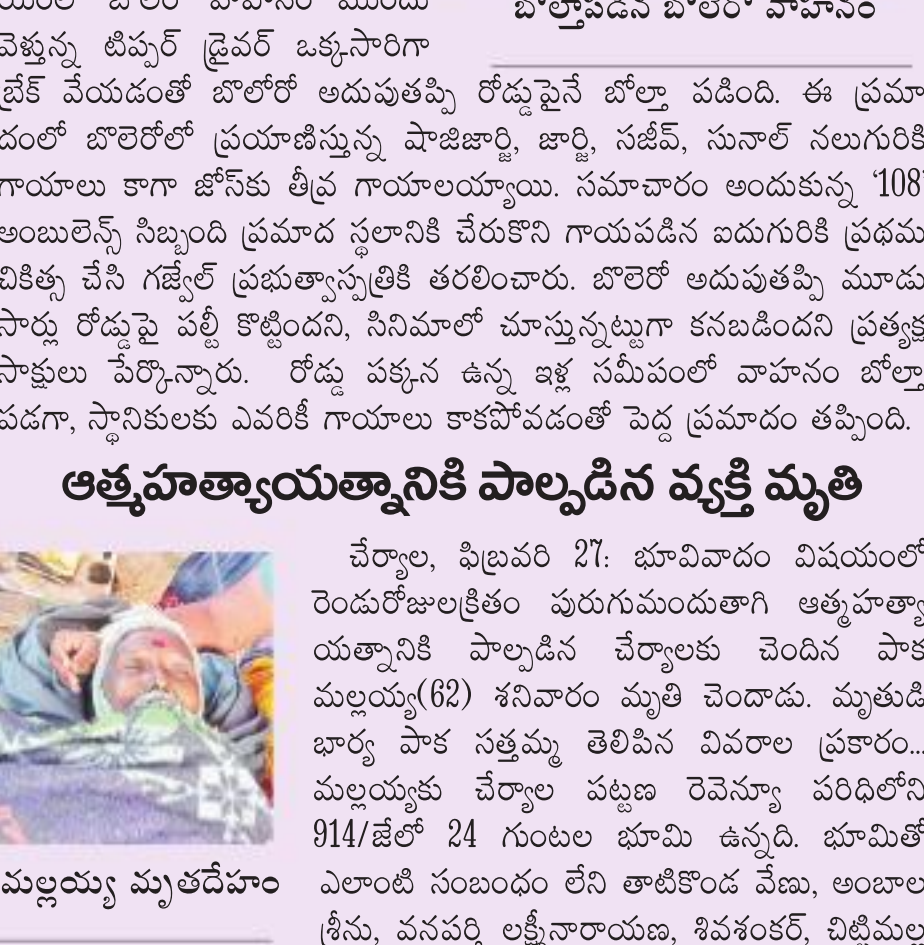 బోల్తాపడిన బొలెరో వాహనం
వెళ్తున్న టిప్పర్ డ్రైవర్ ఒక్కసారిగా
బ్రేక్ వేయడంతో బొలోరో అదుపుతప్పి రోడ్డుపైనే బోల్తా పడింది. ఈ ప్రమా
దంలో బొలెరోలో ప్రయాణిస్తున్న షాజిజార్జి, జార్జి, సజీవ్, సునాల్ నలుగురికి
గాయాలు కాగా జోస్‌కు తీవ్ర గాయాలయ్యాయి. సమాచారం అందుకున్న ‘108’
అంబులెన్స్ సిబ్బంది ప్రమాద స్థలానికి చేరుకొని గాయపడిన ఐదుగురికి ప్రథమ
చికిత్స చేసి గజ్వేల్ ప్రభుత్వాస్పత్రికి తరలించారు. బొలెరో అదుపుతప్పి మూడు
సార్లు రోడ్డుపై పల్టీ కొట్టిందని, సినిమాలో చూస్తున్నట్టుగా కనబడిందని ప్రత్యక్ష
సాక్షులు పేర్కొన్నారు. రోడ్డు పక్కన ఉన్న ఇళ్ల సమీపంలో వాహనం బోల్తా
పడగా, స్థానికులకు ఎవరికీ గాయాలు కాకపోవడంతో పెద్ద ప్రమాదం తప్పింది.
ఆత్మహత్యాయత్నానికి పాల్పడిన వ్యక్తి మృతి
చేర్యాల, ఫిబ్రవరి 27: భూవివాదం విషయంలో
రెండురోజులక్రితం పురుగుమందుతాగి ఆత్మహత్యా
యత్నానికి పాల్పడిన చేర్యాలకు చెందిన పాక
మల్లయ్య(62) శనివారం మృతి చెందాడు. మృతుడి
భార్య పాక సత్తమ్మ తెలిపిన వివరాల ప్రకారం...
మల్లయ్యకు చేర్యాల పట్టణ రెవెన్యూ పరిధిలోని
914/జేలో 24 గుంటల భూమి ఉన్నది. భూమితో
ఎలాంటి సంబంధం లేని తాటికొండ వేణు, అంబాల
శ్రీను, వనపర్తి లక్ష్మీనారాయణ, శివశంకర్, చిట్టిమల్ల
మల్లయ్య మృతదేహం